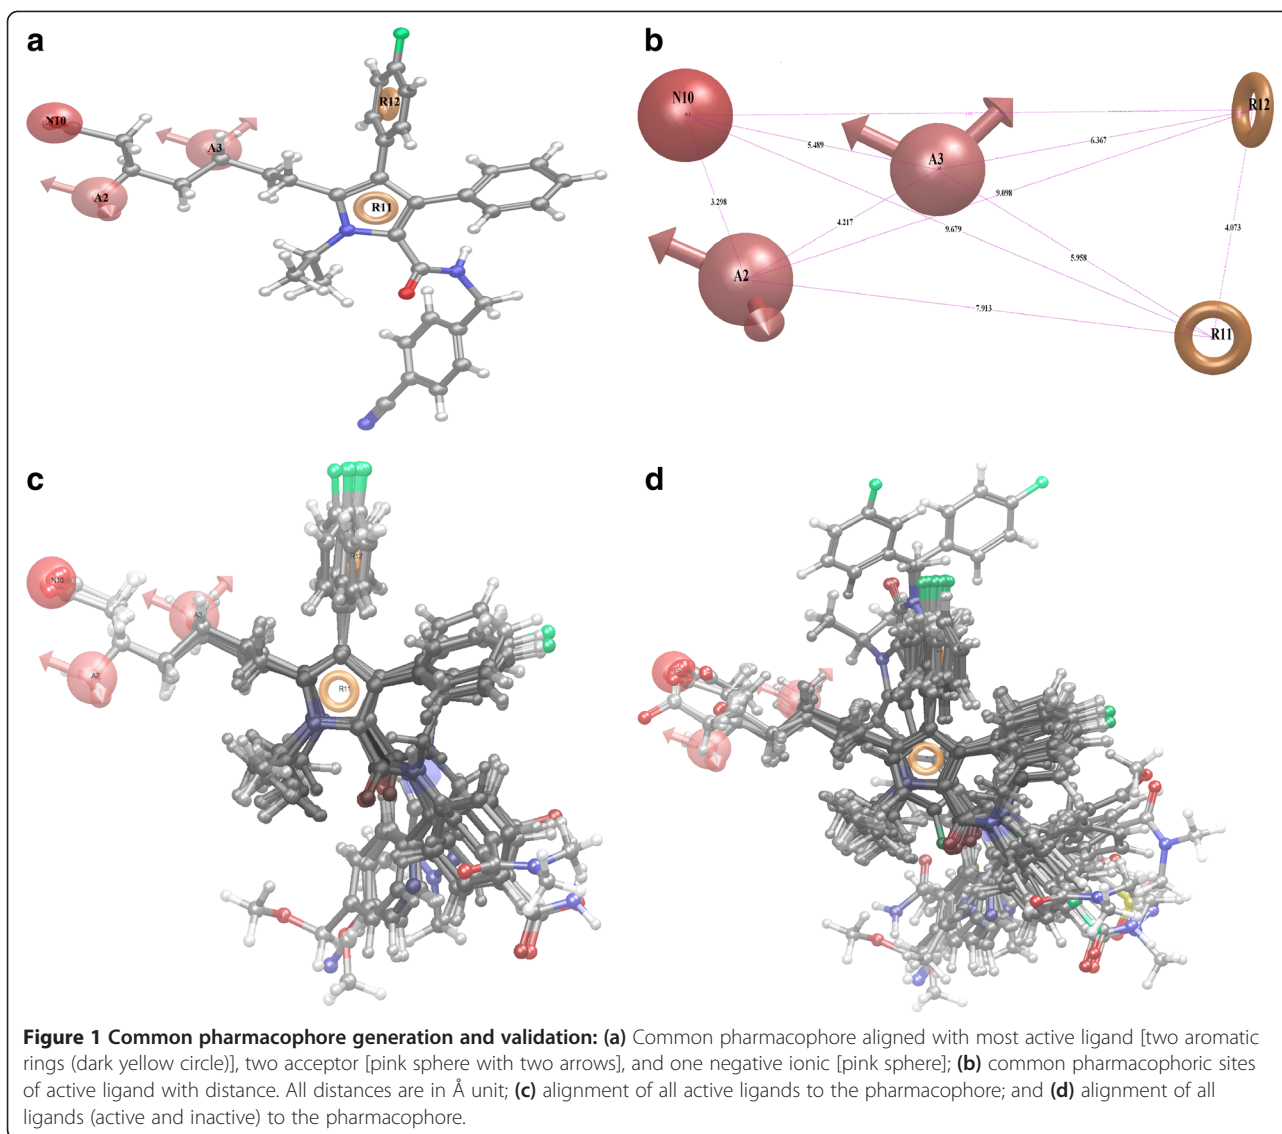 a
N10
R12
A3
A2
R11
b
N10
R12
A3
5.489
6.367
3.298
9.098
4.217
9.679
4.073
A2
5.958
7.913
R11
c
R12
N10
A3
A2
R11
d
Figure 1 Common pharmacophore generation and validation: (a) Common pharmacophore aligned with most active ligand [two aromatic
rings (dark yellow circle)], two acceptor [pink sphere with two arrows], and one negative ionic [pink sphere]; (b) common pharmacophoric sites
of active ligand with distance. All distances are in Å unit; (c) alignment of all active ligands to the pharmacophore; and (d) alignment of all
ligands (active and inactive) to the pharmacophore.